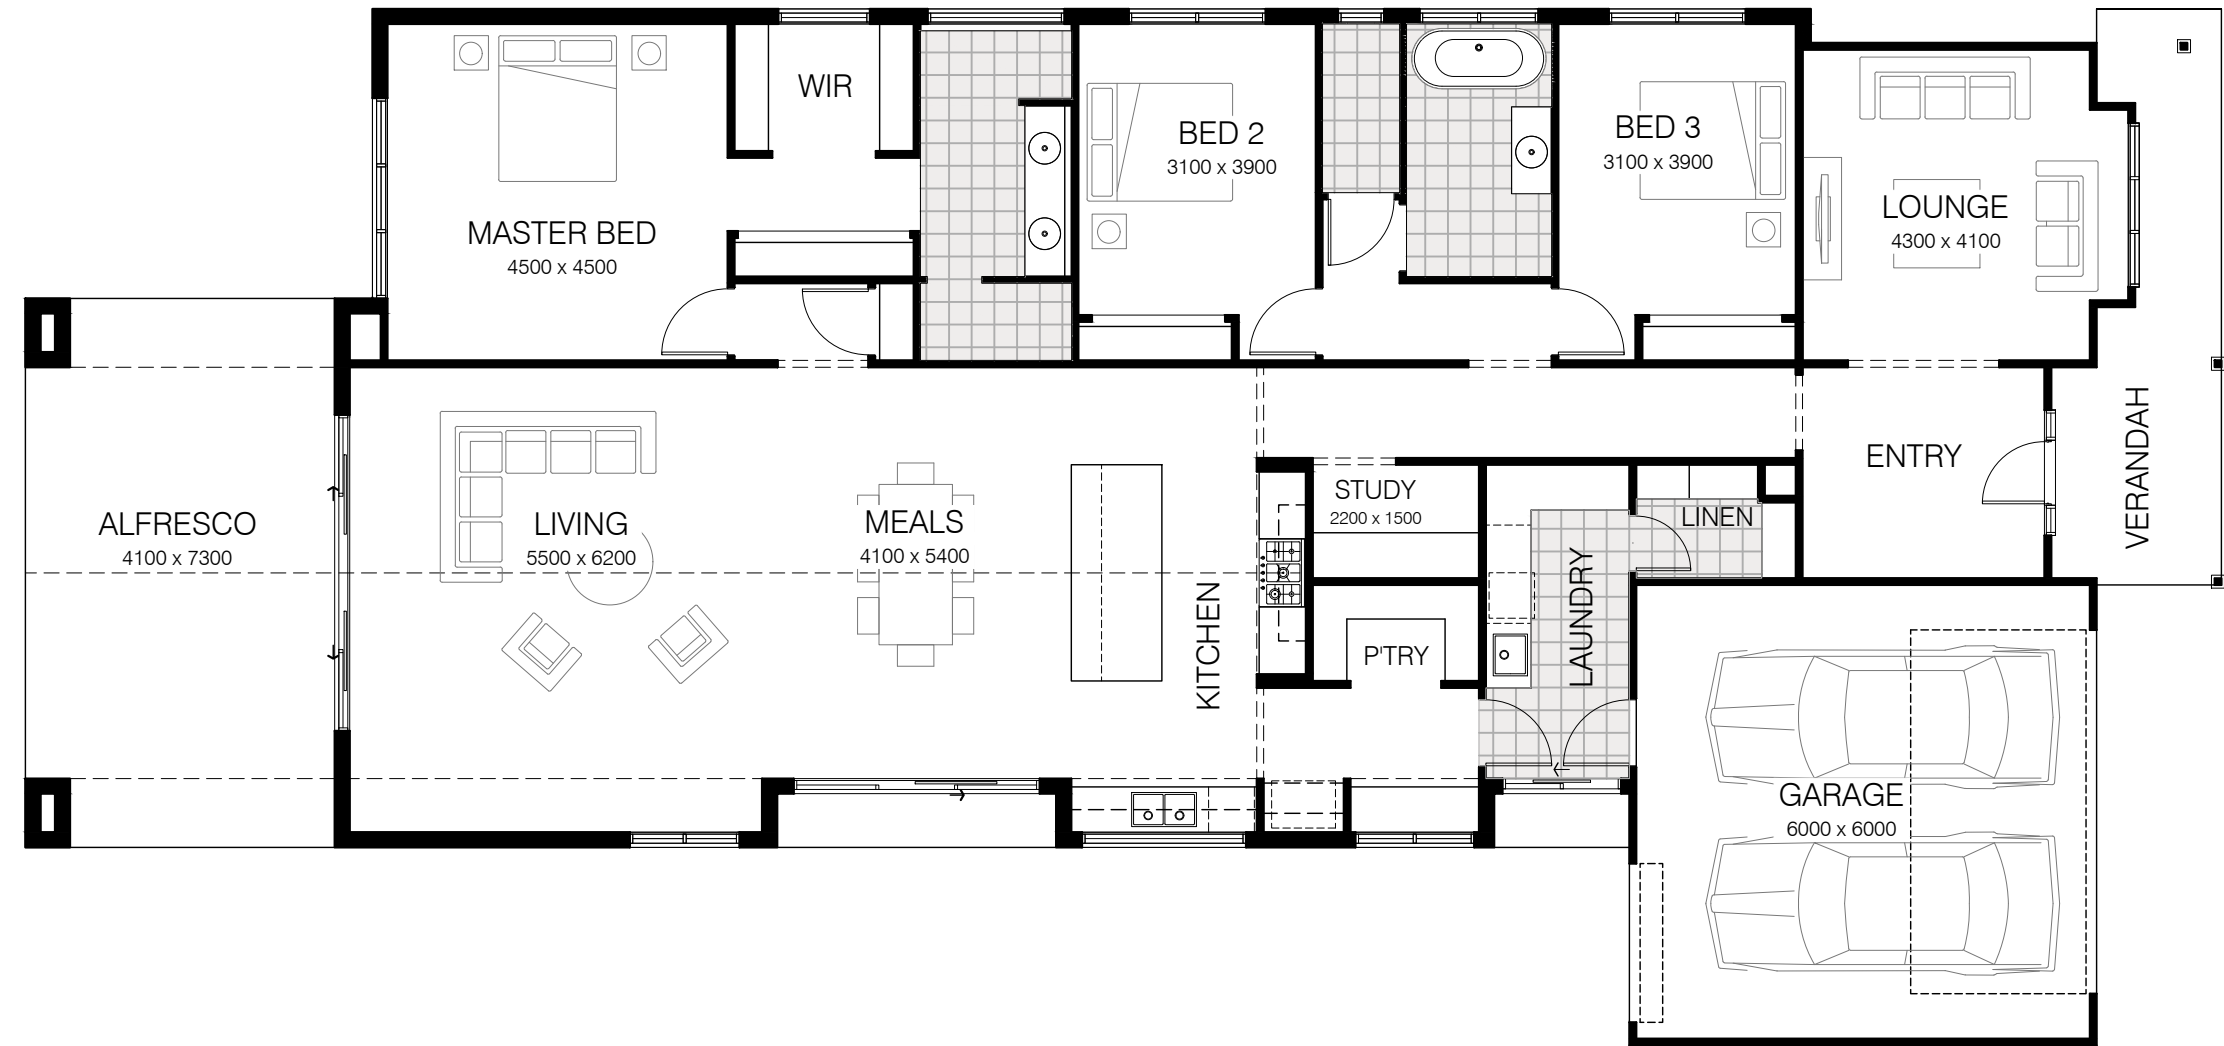 WIR
BED 2
3100 x 3900
BED 3
3100 x 3900
MASTER BED
4500 x 4500
LOUNGE
4300 x 4100
ENTRY
VERANDAH
ALFRESCO
4100 x 7300
LIVING
5500 x 6200
MEALS
4100 x 5400
KITCHEN
STUDY
2200 x 1500
LINEN
LAUNDRY
P'TRY
GARAGE
6000 x 6000